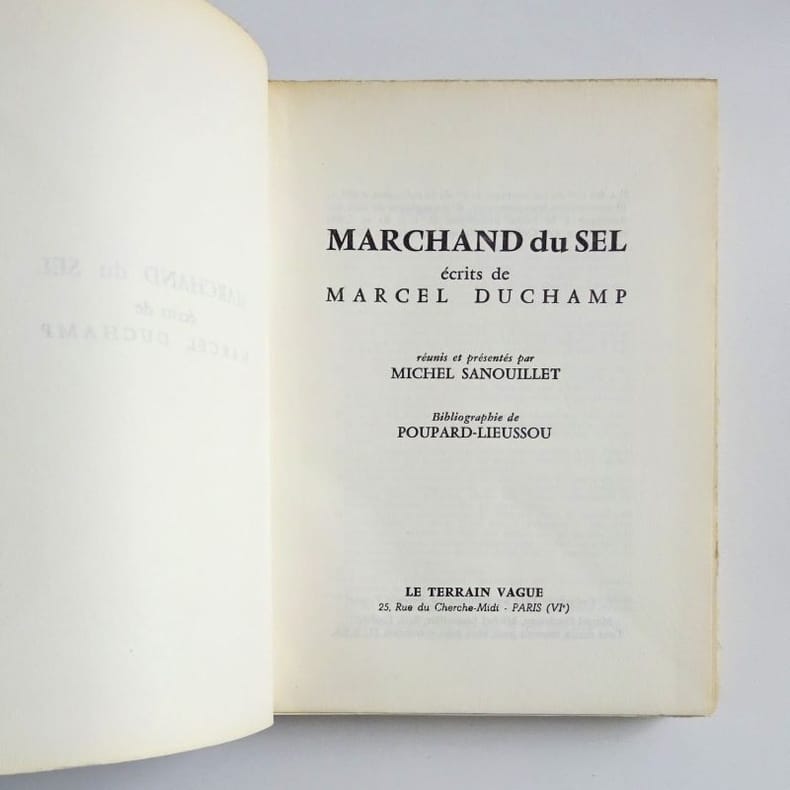 MARCHAND du SEL
écrits de
MARCEL DUCHAMP
réunis et présentés par
MICHEL SANOUILLET
Bibliographie de
POUPARD-LIEUSSOU
LE TERRAIN VAGUE
25, Rue du Cherche-Midi - PARIS (VIᵉ)